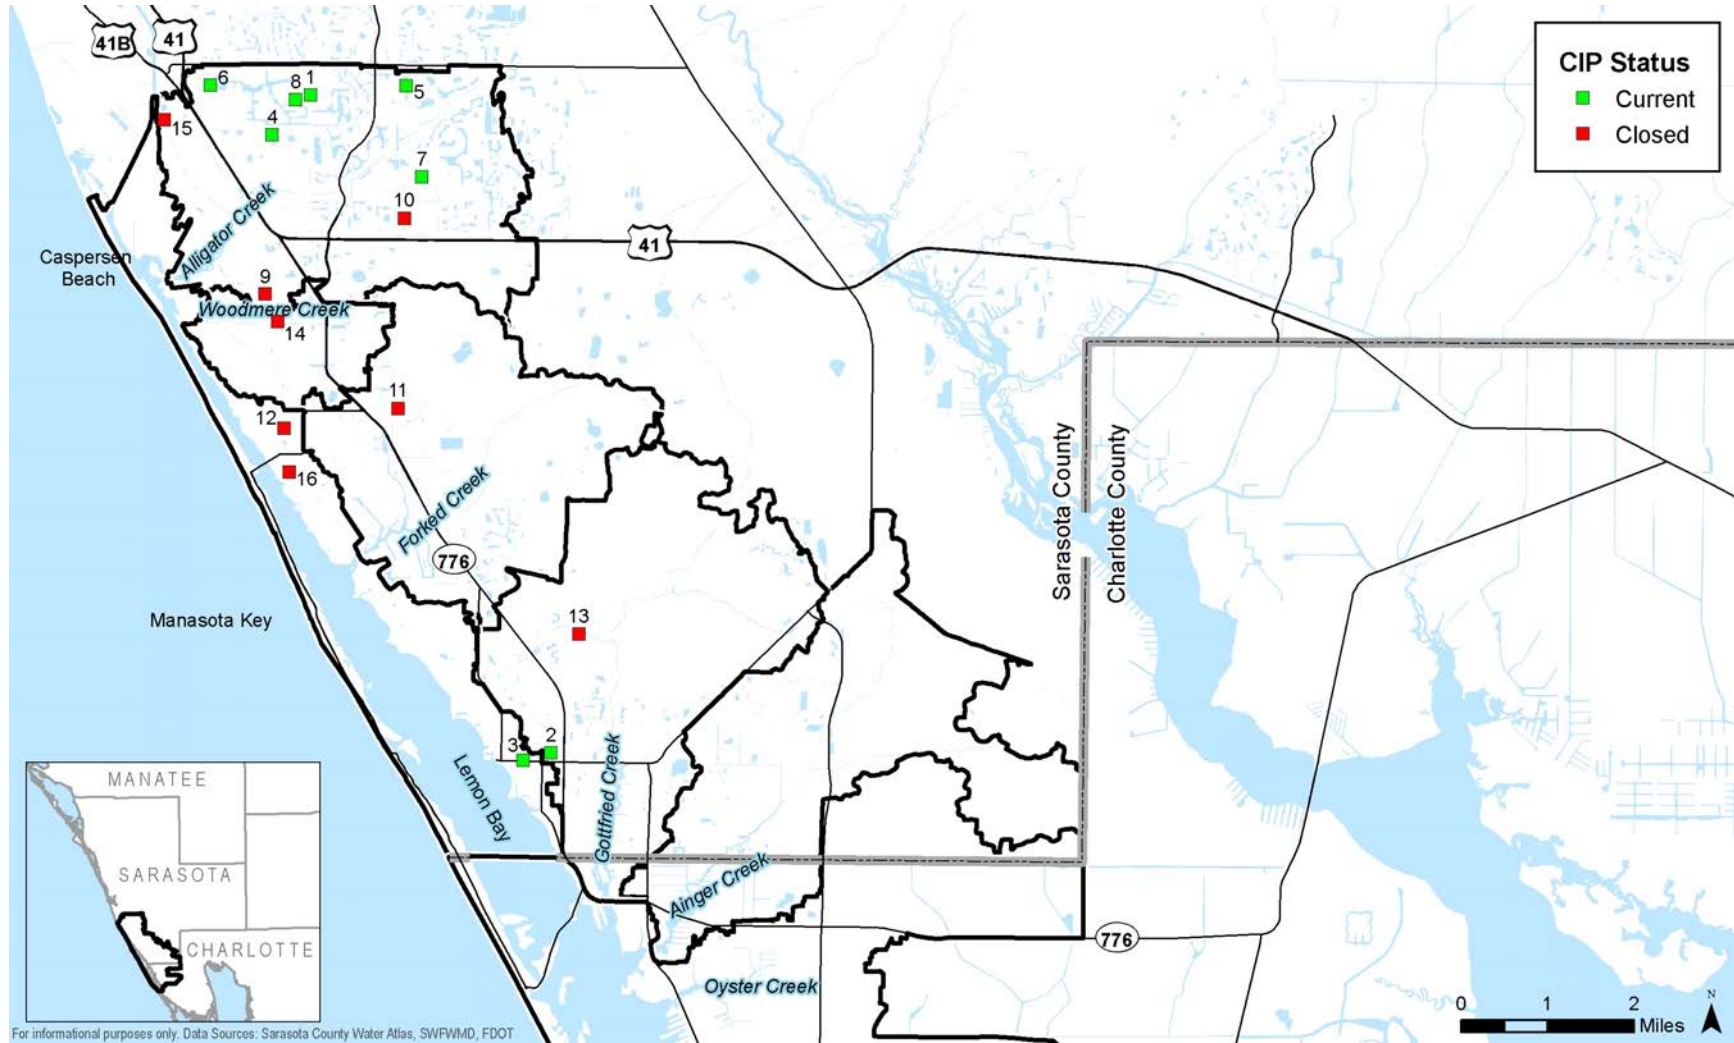 41B
41
CIP Status
Current
Closed
6
8
1
5
4
15
7
10
Alligator Creek
41
Caspersen
Beach
9
Woodmere Creek
14
11
12
16
Forked Creek
Sarasota County
Charlotte County
776
Manasota Key
13
3
2
Lemon Bay
Gottfried Creek
MANATEE
SARASOTA
CHARLOTTE
Ainger Creek
776
Oyster Creek
N
0
1
2
Miles
For informational purposes only. Data Sources: Sarasota County Water Atlas, SWFWMD, FDOT